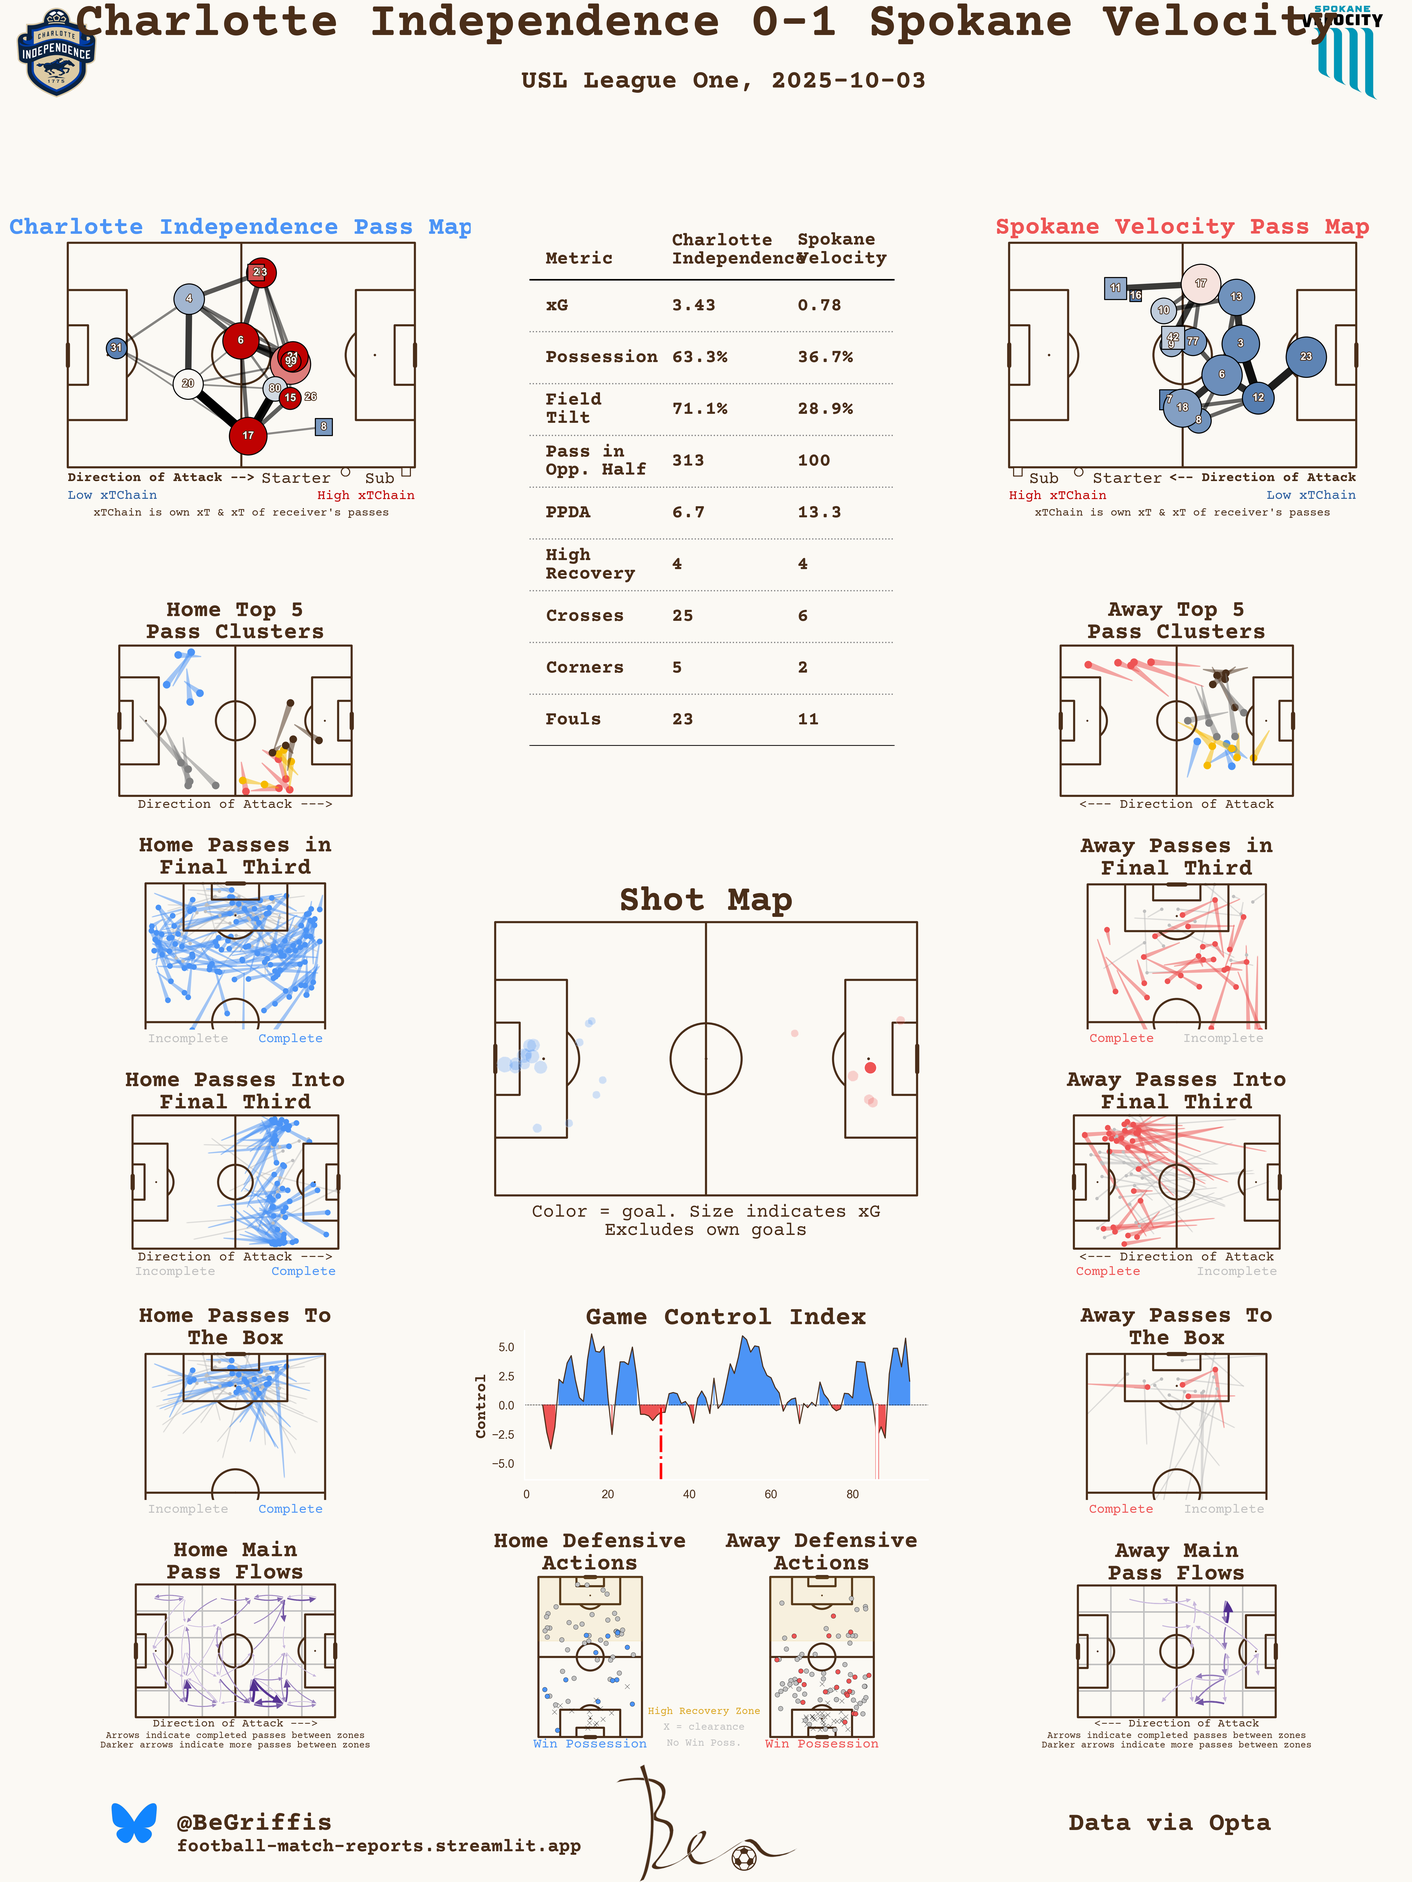 Charlotte Independence 0-1 Spokane Velocity
CHARLOTTE
INDEPENDENCE
1775
SPOKANE
VELOCITY
USL League One, 2025-10-03
Charlotte Independence Pass Map
4
2
3
31
6
21
99
20
80
15
26
17
8
Direction of Attack --> Starter Sub
Low xTChain High xTChain
xTChain is own xT & xT of receiver's passes
Metric Charlotte Independence Spokane Velocity
xG 3.43 0.78
Possession 63.3% 36.7%
Field Tilt 71.1% 28.9%
Pass in Opp. Half 313 100
PPDA 6.7 13.3
High Recovery 4 4
Crosses 25 6
Corners 5 2
Fouls 23 11
Spokane Velocity Pass Map
11
16
17
13
10
42
9
77
3
23
6
7
18
8
12
Sub Starter <-- Direction of Attack
High xTChain Low xTChain
xTChain is own xT & xT of receiver's passes
Home Top 5
Pass Clusters
Direction of Attack --->
Away Top 5
Pass Clusters
<--- Direction of Attack
Home Passes in
Final Third
Incomplete Complete
Away Passes in
Final Third
Complete Incomplete
Shot Map
Color = goal. Size indicates xG
Excludes own goals
Home Passes Into
Final Third
Direction of Attack --->
Incomplete Complete
Away Passes Into
Final Third
<--- Direction of Attack
Complete Incomplete
Home Passes To
The Box
Incomplete Complete
Game Control Index
Control
5.0
2.5
0.0
−2.5
−5.0
0 20 40 60 80
Away Passes To
The Box
Complete Incomplete
Home Main
Pass Flows
Direction of Attack --->
Arrows indicate completed passes between zones
Darker arrows indicate more passes between zones
Home Defensive
Actions
Win Possession
High Recovery Zone
X = clearance
No Win Poss.
Away Defensive
Actions
Win Possession
Away Main
Pass Flows
<--- Direction of Attack
Arrows indicate completed passes between zones
Darker arrows indicate more passes between zones
@BeGriffis
football-match-reports.streamlit.app
Ben
Data via Opta